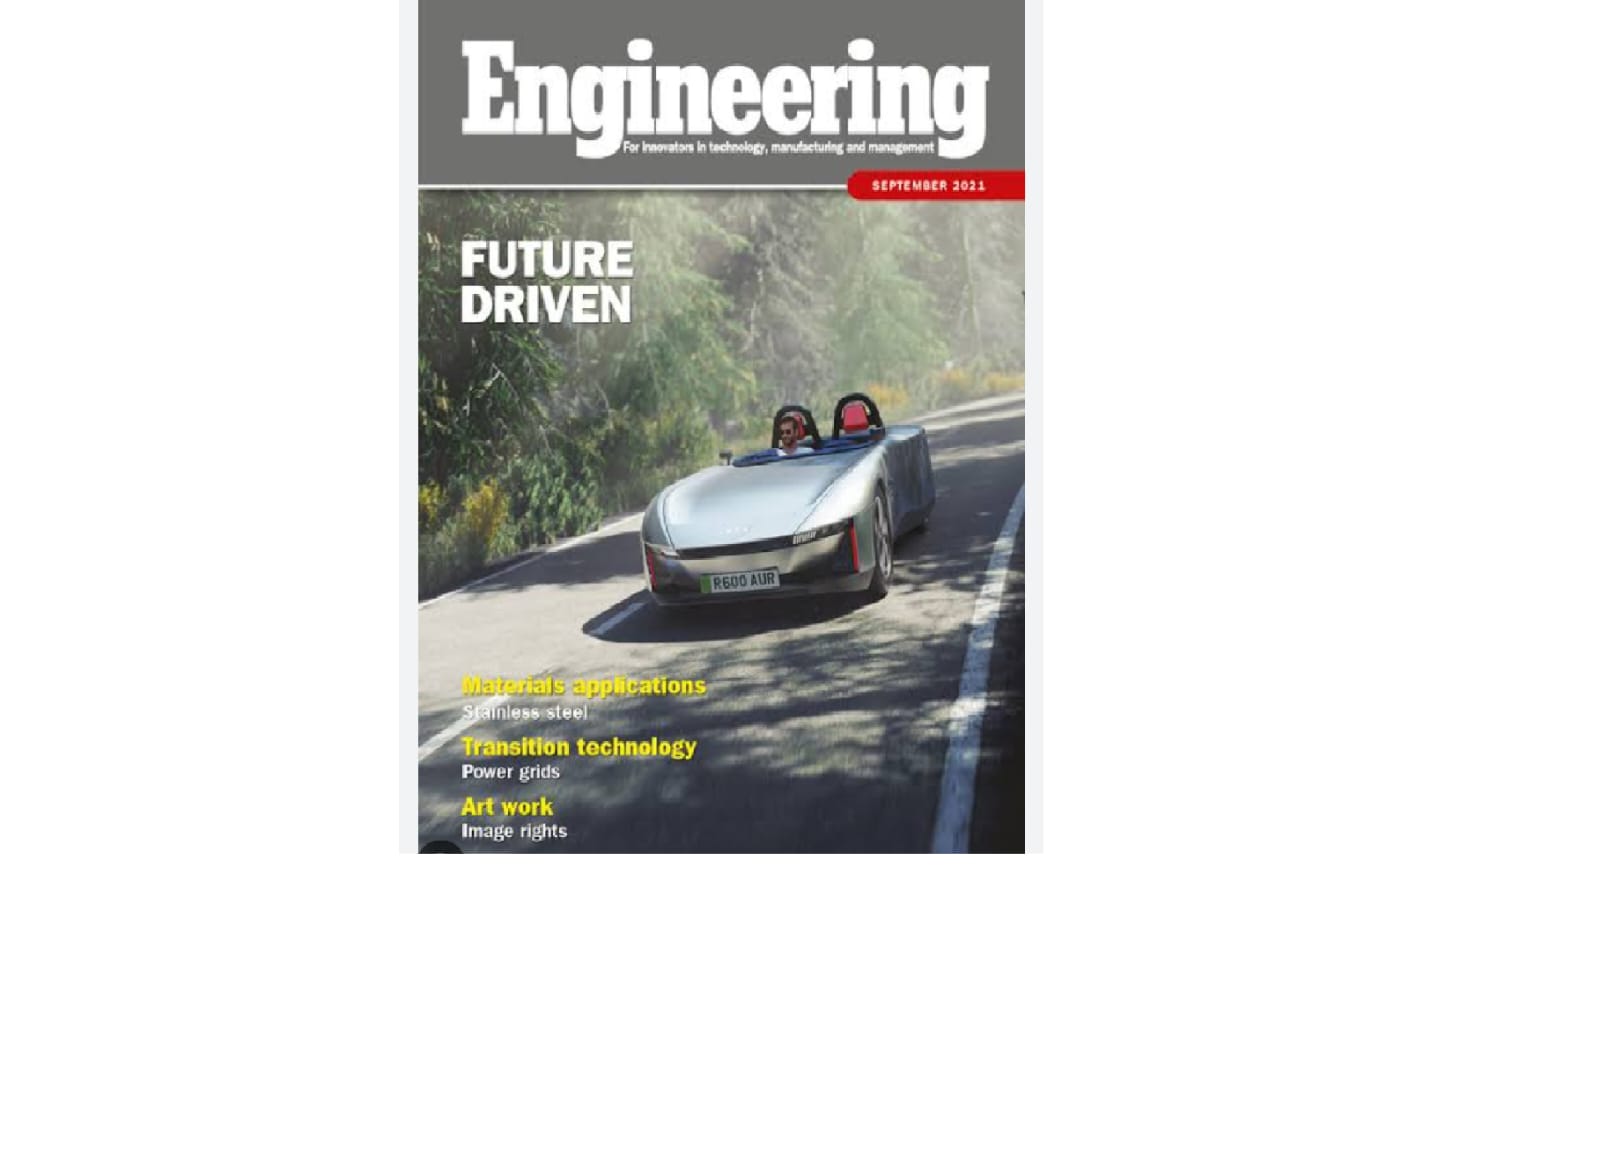 Engineering
For innovators in technology, manufacturing and management
SEPTEMBER 2021
FUTURE
DRIVEN
R600 AUR
Materials applications
Stainless steel
Transition technology
Power grids
Art work
Image rights